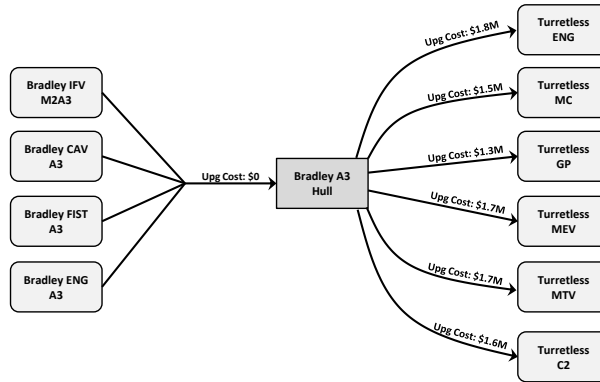 Bradley IFV
M2A3
Bradley CAV
A3
Bradley FIST
A3
Bradley ENG
A3
Upg Cost: $0
Bradley A3
Hull
Upg Cost: $1.8M
Upg Cost: $1.5M
Upg Cost: $1.3M
Upg Cost: $1.7M
Upg Cost: $1.7M
Upg Cost: $1.6M
Turretless
ENG
Turretless
MC
Turretless
GP
Turretless
MEV
Turretless
MTV
Turretless
C2